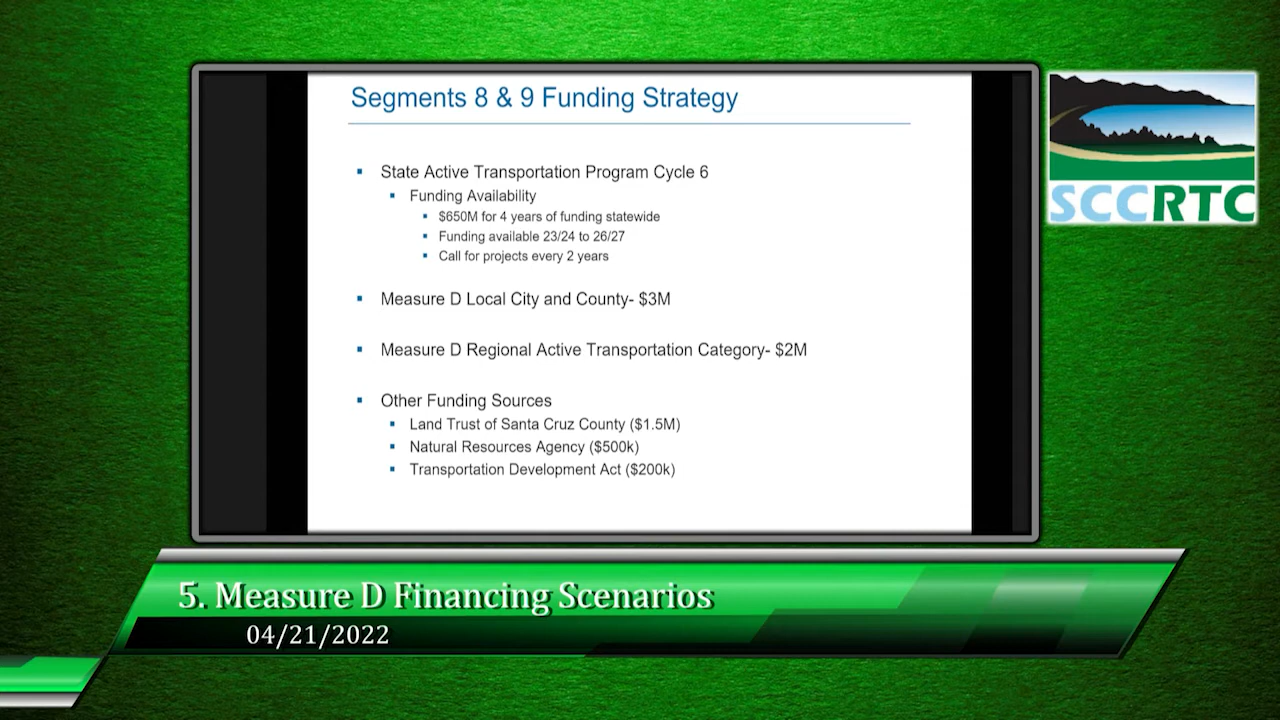 Segments 8 & 9 Funding Strategy
State Active Transportation Program Cycle 6
Funding Availability
$650M for 4 years of funding statewide
Funding available 23/24 to 26/27
Call for projects every 2 years
Measure D Local City and County- $3M
Measure D Regional Active Transportation Category- $2M
Other Funding Sources
Land Trust of Santa Cruz County ($1.5M)
Natural Resources Agency ($500k)
Transportation Development Act ($200k)
SCCRTC
5. Measure D Financing Scenarios
04/21/2022